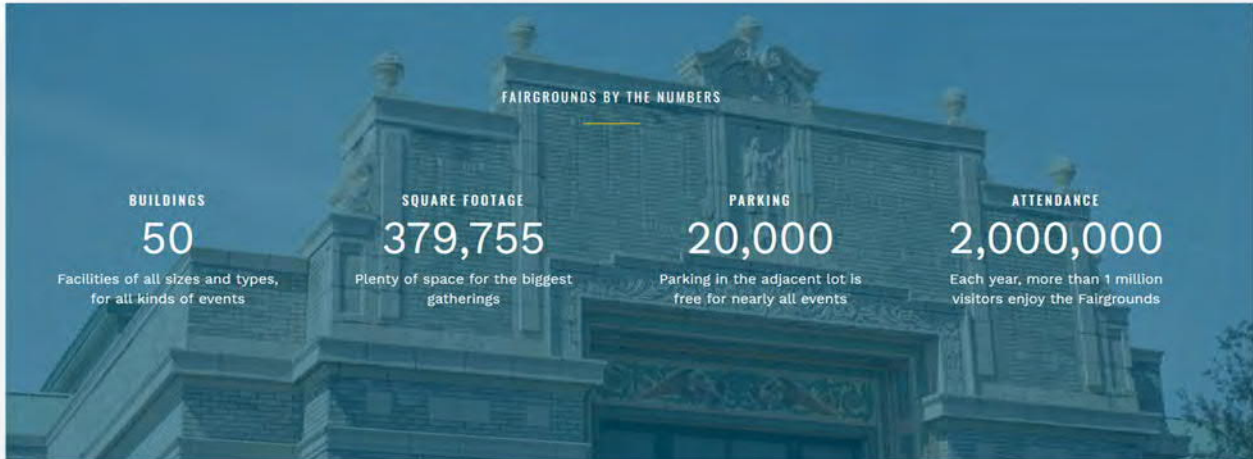 FAIRGROUNDS BY THE NUMBERS
BUILDINGS
50
Facilities of all sizes and types,
for all kinds of events
SQUARE FOOTAGE
379,755
Plenty of space for the biggest
gatherings
PARKING
20,000
Parking in the adjacent lot is
free for nearly all events
ATTENDANCE
2,000,000
Each year, more than 1 million
visitors enjoy the Fairgrounds